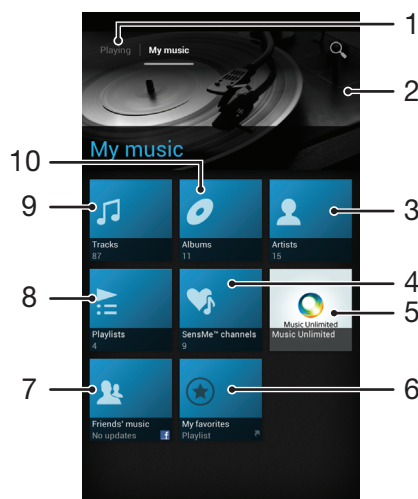 1
Playing My music
2
My music
10
9
3
Tracks
87
Albums
11
Artists
15
8
4
5
Playlists
4
SensMe™ channels
9
Music Unlimited
Music Unlimited
7
6
Friends' music
No updates f
My favorites
Playlist